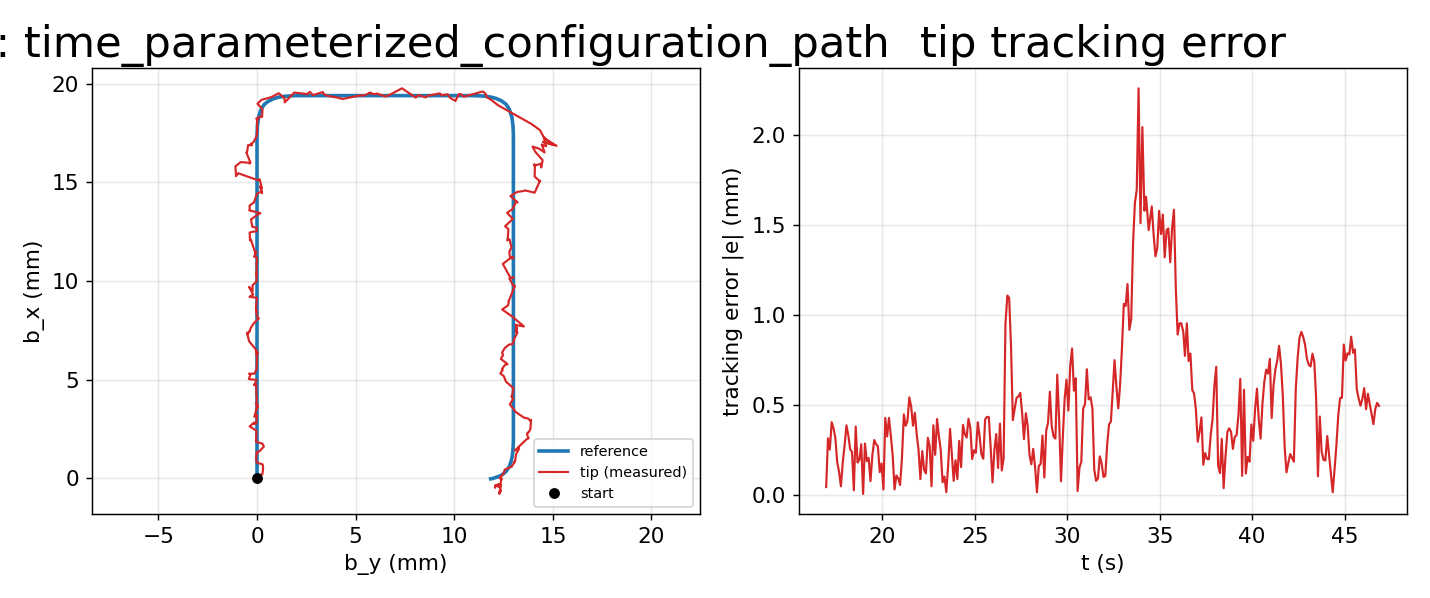 : time_parameterized_configuration_path
tip tracking error
20
15
10
5
0
b_x (mm)
−5
0
5
10
15
20
b_y (mm)
reference
tip (measured)
start
2.0
1.5
1.0
0.5
0.0
tracking error |e| (mm)
20
25
30
35
40
45
t (s)